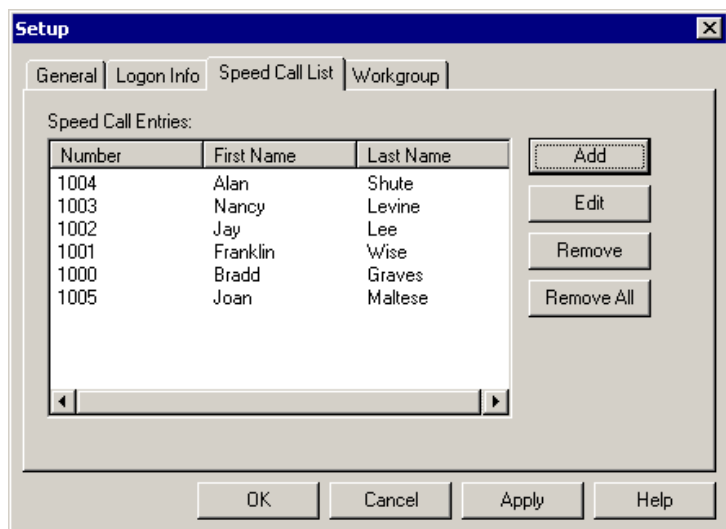 Setup
General Logon Info Speed Call List Workgroup
Speed Call Entries:
Number First Name Last Name
1004 Alan Shute
1003 Nancy Levine
1002 Jay Lee
1001 Franklin Wise
1000 Bradd Graves
1005 Joan Maltese
Add
Edit
Remove
Remove All
OK Cancel Apply Help